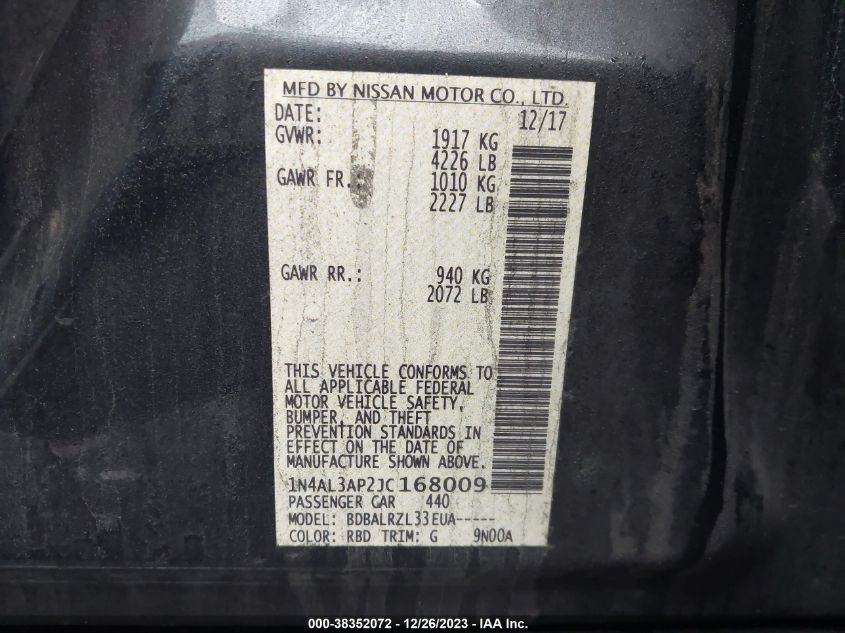 MFD BY NISSAN MOTOR CO., LTD.
DATE: 12/17
GVWR: 1917 KG
4226 LB
GAWR FR.: 1010 KG
2227 LB
GAWR RR.: 940 KG
2072 LB
THIS VEHICLE CONFORMS TO
ALL APPLICABLE FEDERAL
MOTOR VEHICLE SAFETY,
BUMPER, AND THEFT
PREVENTION STANDARDS IN
EFFECT ON THE DATE OF
MANUFACTURE SHOWN ABOVE.
1N4AL3AP2JC168009
PASSENGER CAR 440
MODEL: BDBALRZL33EUA-----
COLOR: RBD TRIM: G 9N00A
000-38352072 - 12/26/2023 - IAA Inc.